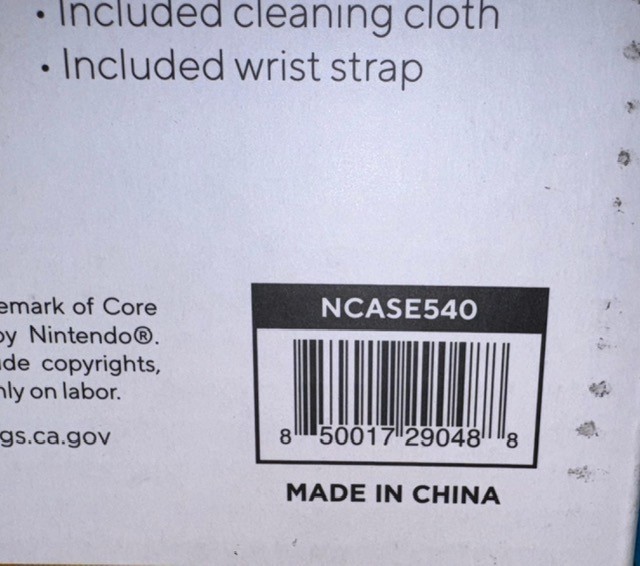 • Included cleaning cloth
• Included wrist strap
emark of Core
by Nintendo®.
de copyrights,
nly on labor.
gs.ca.gov
NCASE540
8 50017 29048 8
MADE IN CHINA